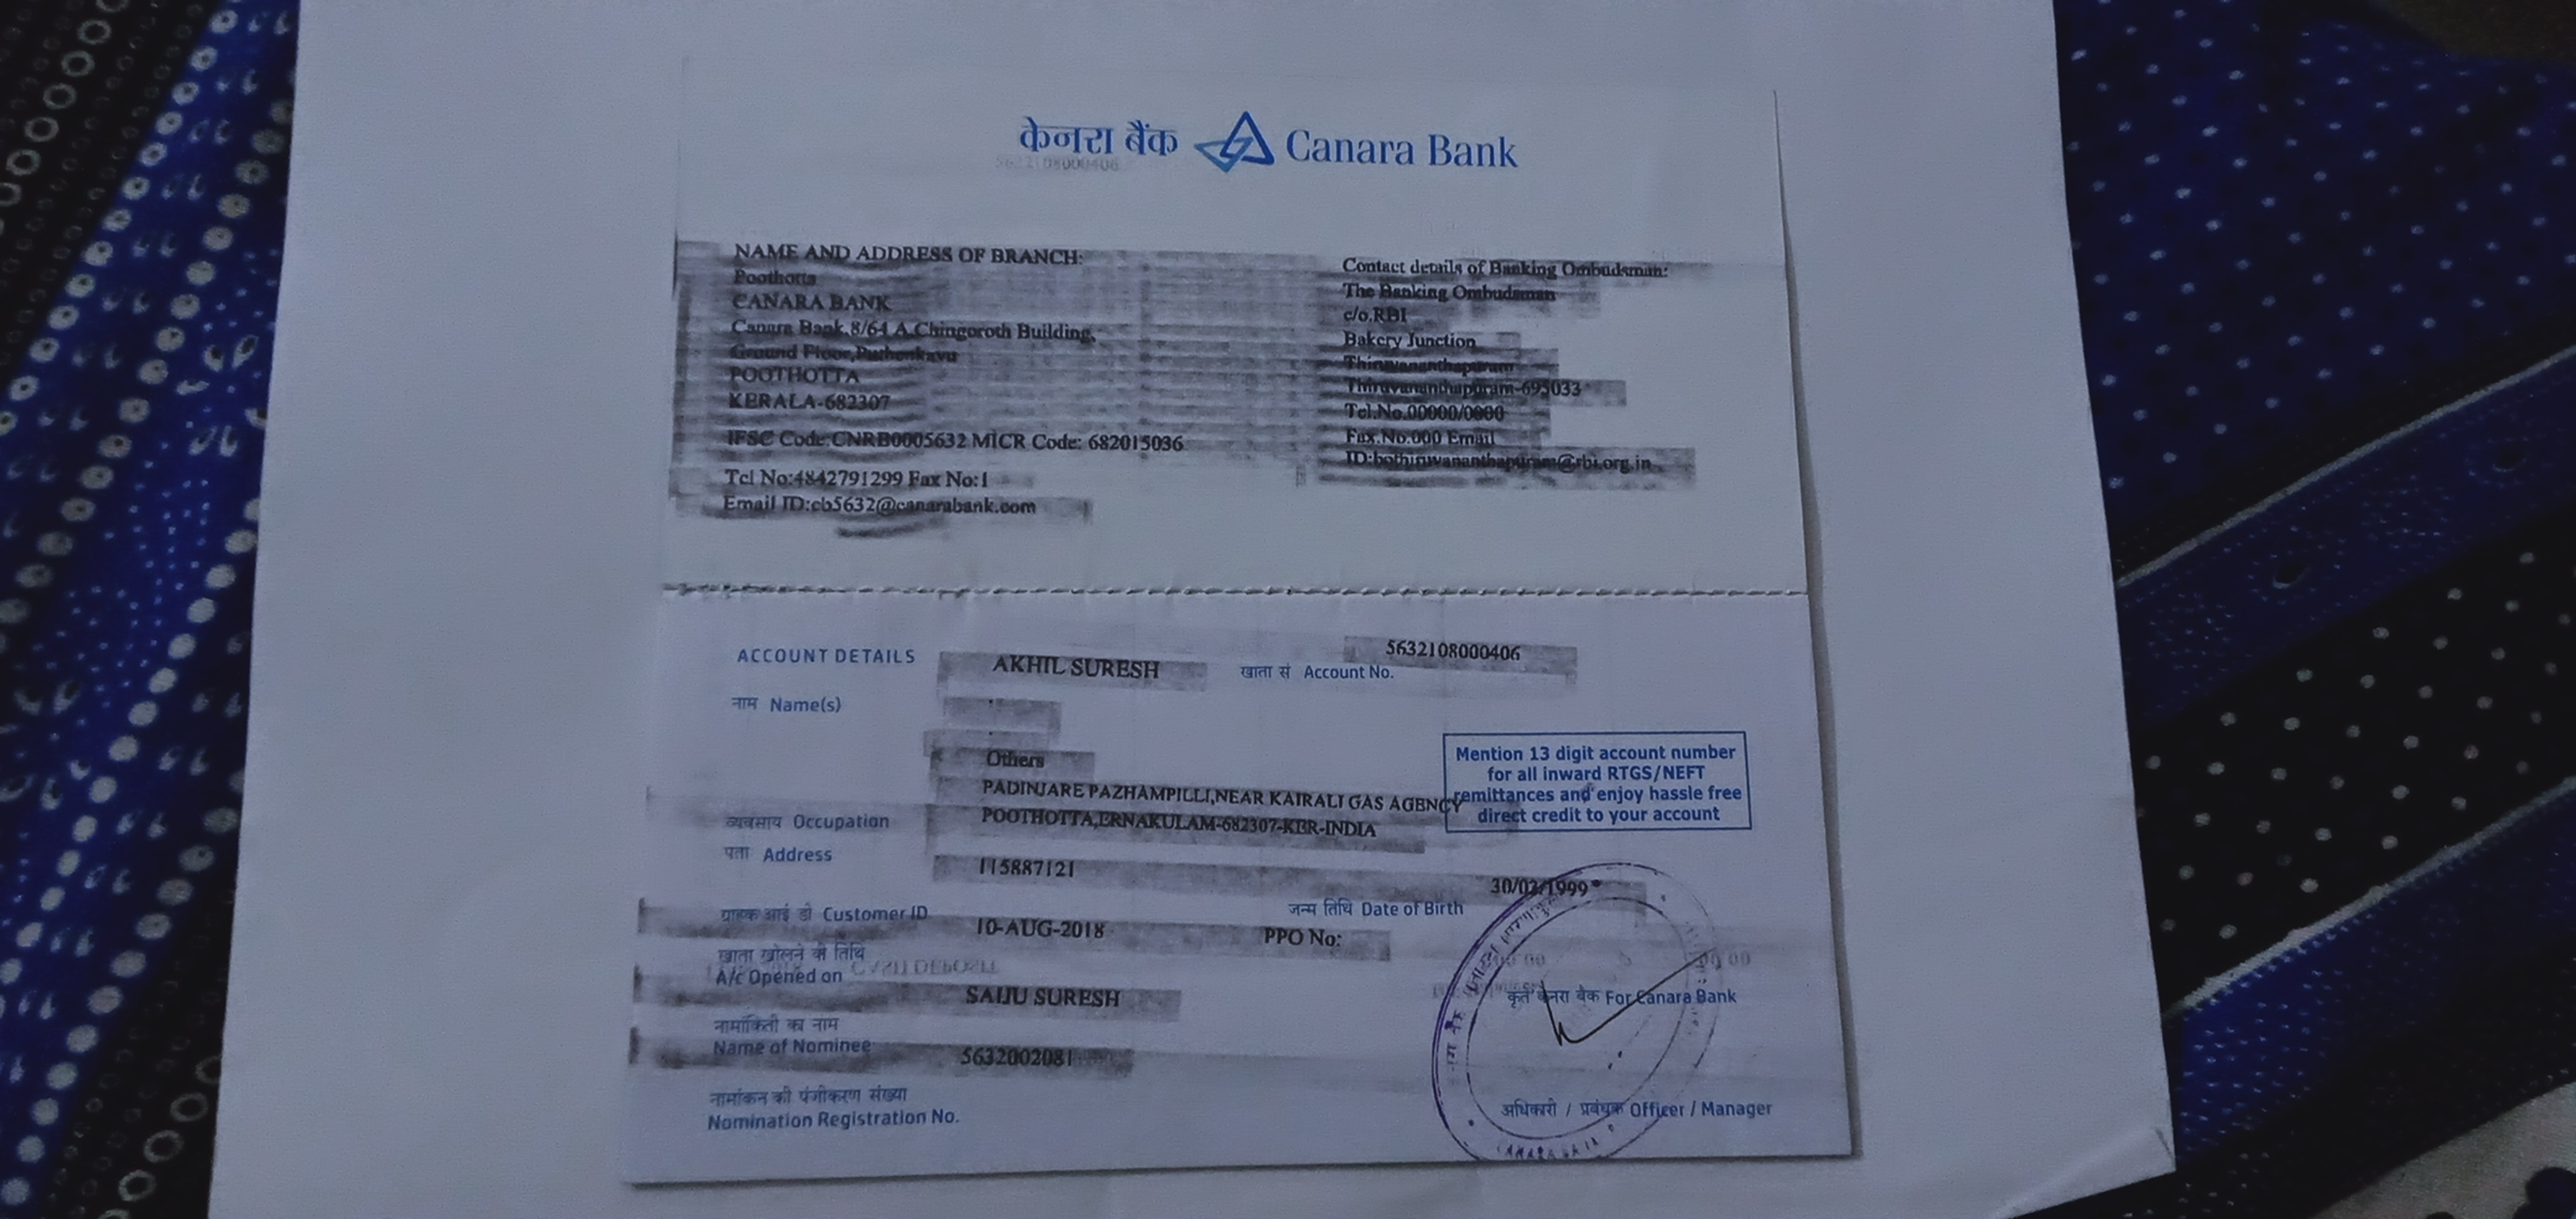 केनरा बैंक Canara Bank
NAME AND ADDRESS OF BRANCH:
Poothotta
CANARA BANK
Canara Bank,8/64 A,Chingoroth Building,
Ground Floor,Puthenkavu
POOTHOTTA
KERALA-682307
IFSC Code:CNRB0005632 MICR Code: 682015036
Tel No:4842791299 Fax No:1
Email ID:cb5632@canarabank.com
Contact details of Banking Ombudsman:
The Banking Ombudsman
c/o.RBI
Bakery Junction
Thiruvananthapuram
Thiruvananthapuram-695033
Tel.No.00000/0000
Fax.No.000 Email
ID:bothiruvananthapuram@rbi.org.in
ACCOUNT DETAILS
AKHIL SURESH
5632108000406
खाता सं Account No.
नाम Name(s)
Others
Mention 13 digit account number
for all inward RTGS/NEFT
remittances and enjoy hassle free
direct credit to your account
PADINJARE PAZHAMPILLI,NEAR KAIRALI GAS AGENCY
POOTHOTTA,ERNAKULAM-682307-KER-INDIA
व्यवसाय Occupation
पता Address
115887121
30/03/1999
ग्राहक आई डी Customer ID
जन्म तिथि Date of Birth
10-AUG-2018
PPO No:
खाता खोलने की तिथि
A/c Opened on
SAIJU SURESH
कृते केनरा बैंक For Canara Bank
नामांकिती का नाम
Name of Nominee
5632002081
नामांकन की पंजीकरण संख्या
Nomination Registration No.
अधिकारी / प्रबंधक Officer / Manager